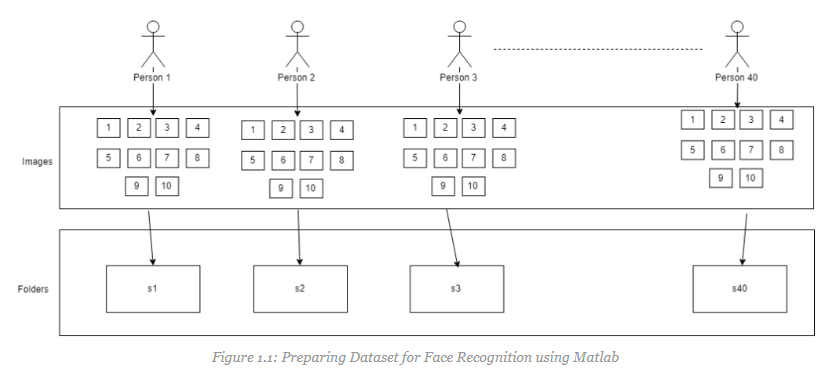 Person 1 Person 2 Person 3 Person 40
Images
1 2 3 4 1 2 3 4 1 2 3 4 1 2 3 4
5 6 7 8 5 6 7 8 5 6 7 8 5 6 7 8
9 10 9 10 9 10 9 10
Folders
s1 s2 s3 s40
Figure 1.1: Preparing Dataset for Face Recognition using Matlab